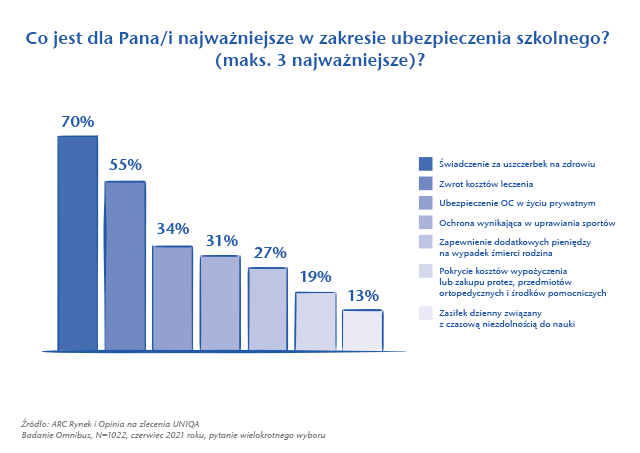 Co jest dla Pana/i najważniejsze w zakresie ubezpieczenia szkolnego?
(maks. 3 najważniejsze)?
70%
55%
34%
31%
27%
19%
13%
Świadczenie za uszczerbek na zdrowiu
Zwrot kosztów leczenia
Ubezpieczenie OC w życiu prywatnym
Ochrona wynikająca w uprawiania sportów
Zapewnienie dodatkowych pieniędzy
na wypadek śmierci rodzina
Pokrycie kosztów wypożyczenia
lub zakupu protez, przedmiotów
ortopedycznych i środków pomocniczych
Zasiłek dzienny związany
z czasową niezdolnością do nauki
Źródło: ARC Rynek i Opinia na zlecenia UNIQA
Badanie Omnibus, N=1022, czerwiec 2021 roku, pytanie wielokrotnego wyboru